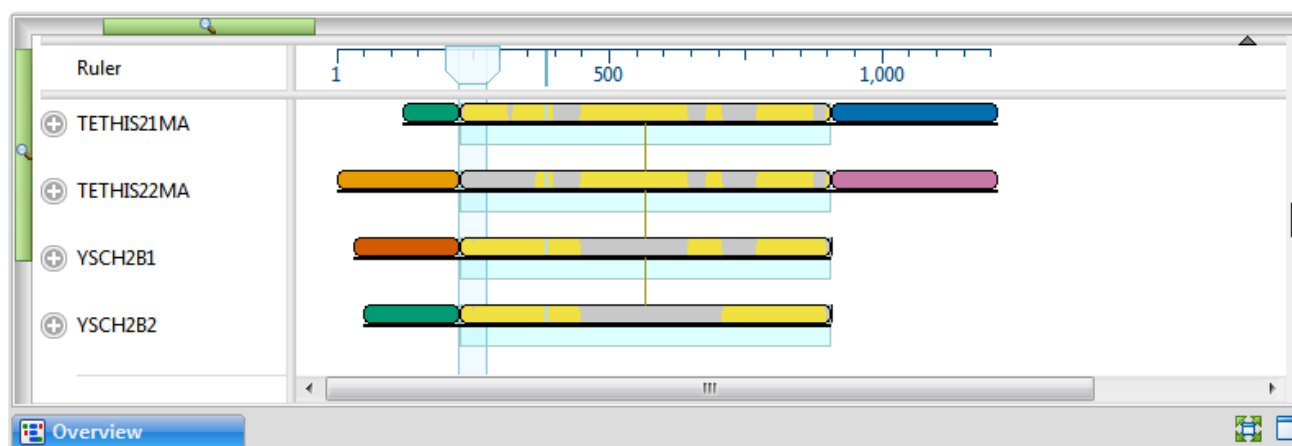 Ruler
1 500 1,000
TETHIS21MA
TETHIS22MA
YSCH2B1
YSCH2B2
Overview